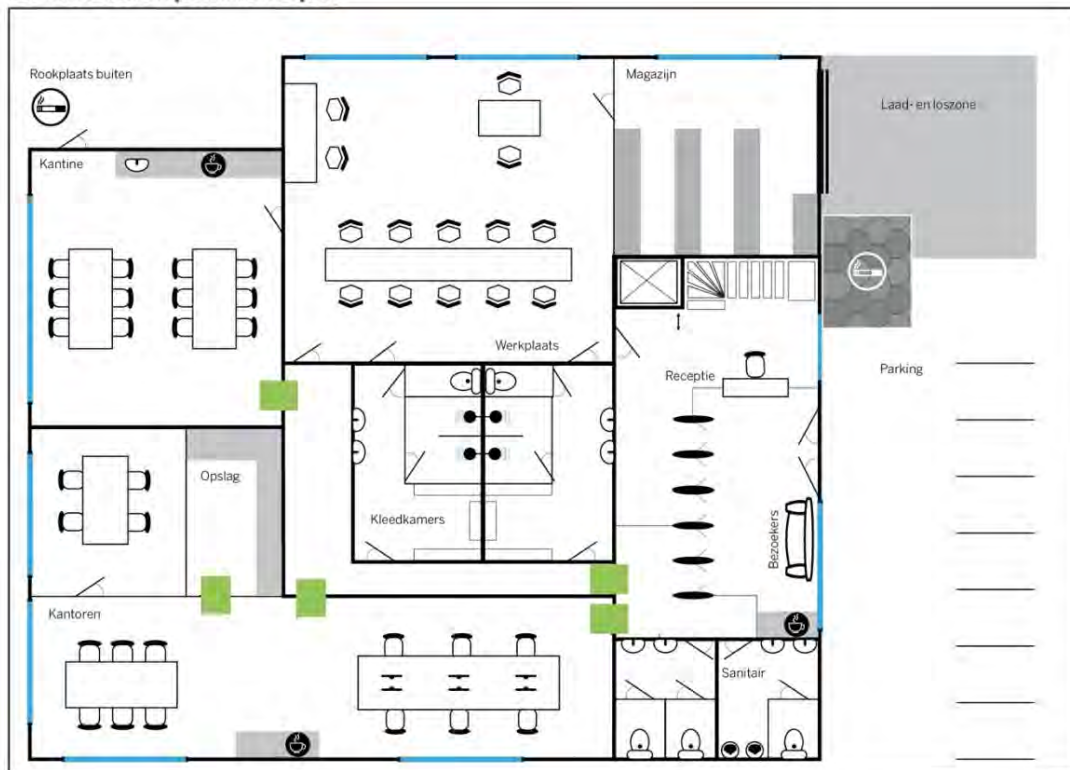 Rookplaats buiten
Magazijn
Laad- en loszone
Kantine
Werkplaats
Receptie
Parking
Opslag
Kleedkamers
Bezoekers
Kantoren
Sanitair